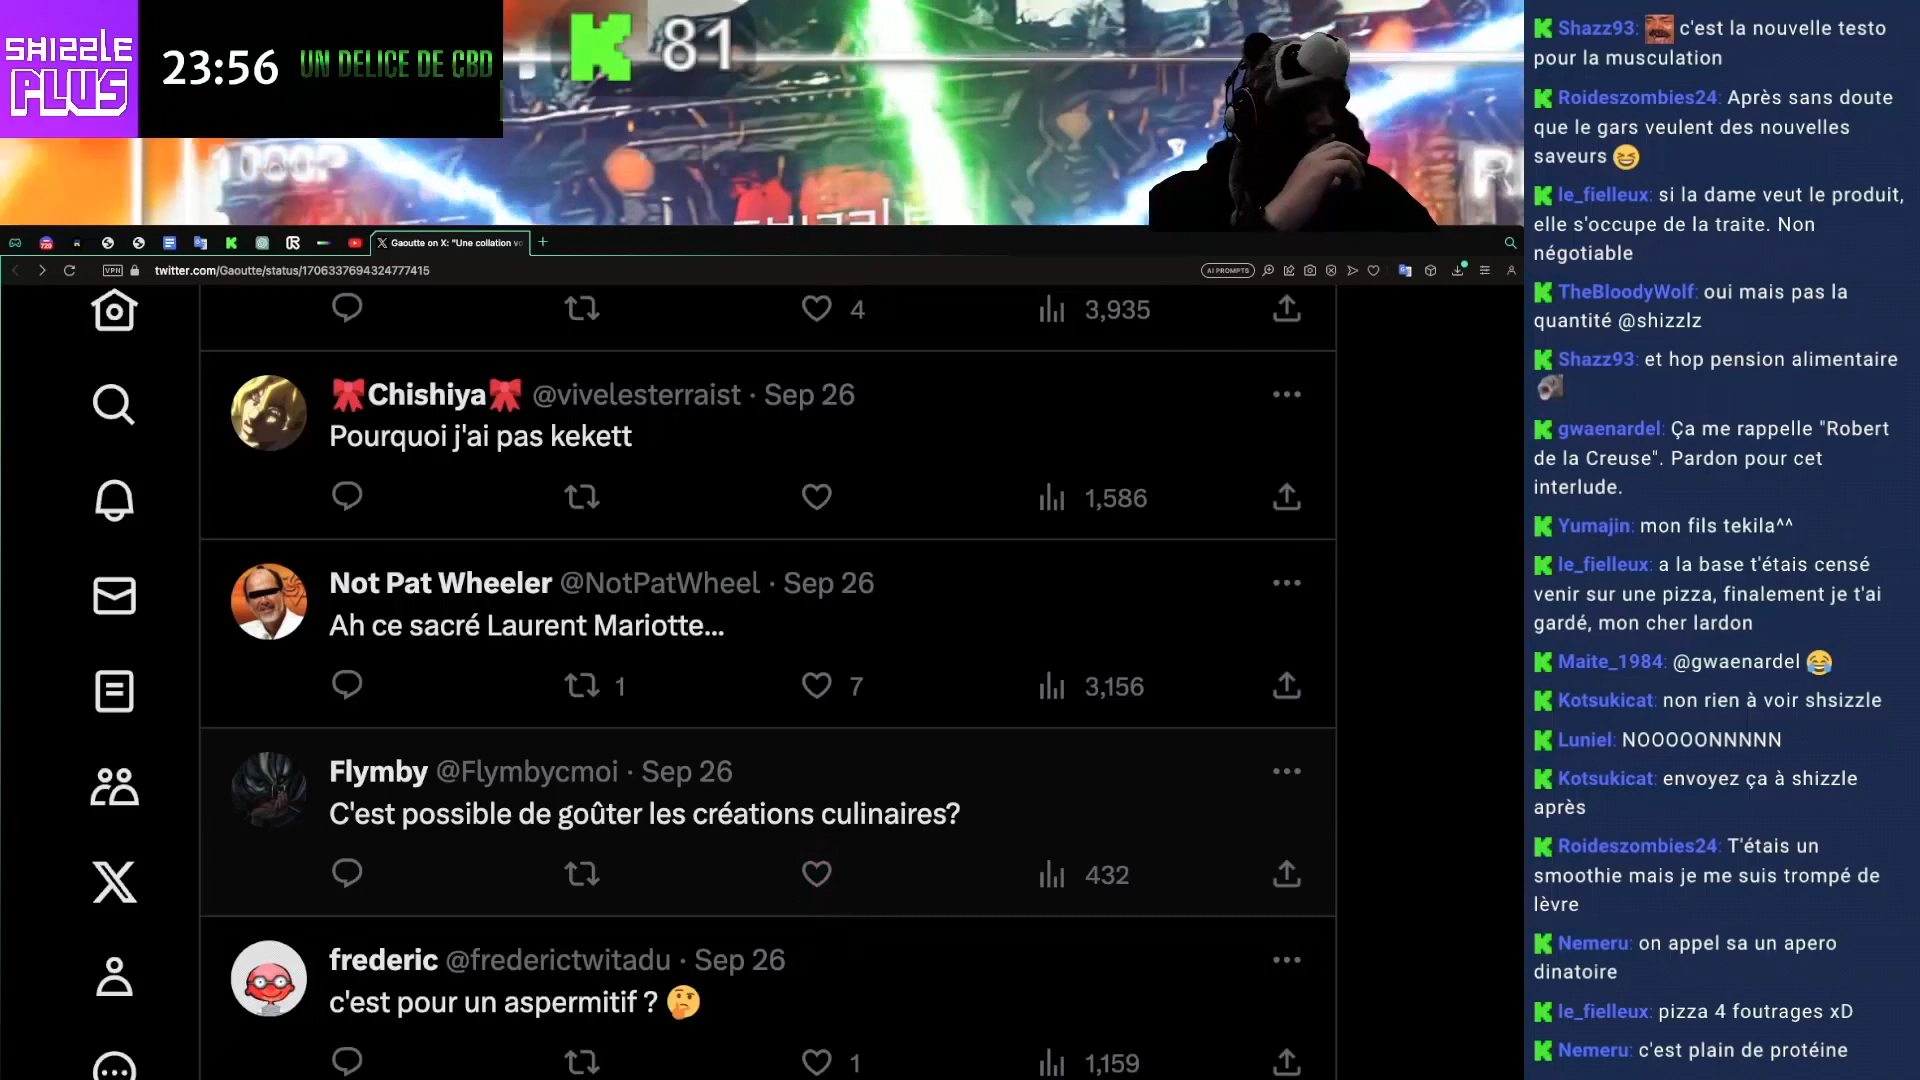 SHIZZLE
PLUS
23:56
UN DELICE DE CBD
81
1080P
R
Gaoutte on X: "Une collation vo
VPN
twitter.com/Gaoutte/status/1706337694324777415
AI PROMPTS
4
3,935
Chishiya @vivelesterraist · Sep 26
Pourquoi j'ai pas kekett
1,586
Not Pat Wheeler @NotPatWheel · Sep 26
Ah ce sacré Laurent Mariotte...
1
7
3,156
Flymby @Flymbycmoi · Sep 26
C'est possible de goûter les créations culinaires?
432
frederic @frederictwitadu · Sep 26
c'est pour un aspermitif ? 🤔
1
1,159
Shazz93: c'est la nouvelle testo
pour la musculation
Roideszombies24: Après sans doute
que le gars veulent des nouvelles
saveurs 😆
le_fielleux: si la dame veut le produit,
elle s'occupe de la traite. Non
négotiable
TheBloodyWolf: oui mais pas la
quantité @shizzlz
Shazz93: et hop pension alimentaire
gwaenardel: Ça me rappelle "Robert
de la Creuse". Pardon pour cet
interlude.
Yumajin: mon fils tekila^^
le_fielleux: a la base t'étais censé
venir sur une pizza, finalement je t'ai
gardé, mon cher lardon
Maite_1984: @gwaenardel 😂
Kotsukicat: non rien à voir shsizzle
Luniel: NOOOOONNNNN
Kotsukicat: envoyez ça à shizzle
après
Roideszombies24: T'étais un
smoothie mais je me suis trompé de
lèvre
Nemeru: on appel sa un apero
dinatoire
le_fielleux: pizza 4 foutrages xD
Nemeru: c'est plain de protéine